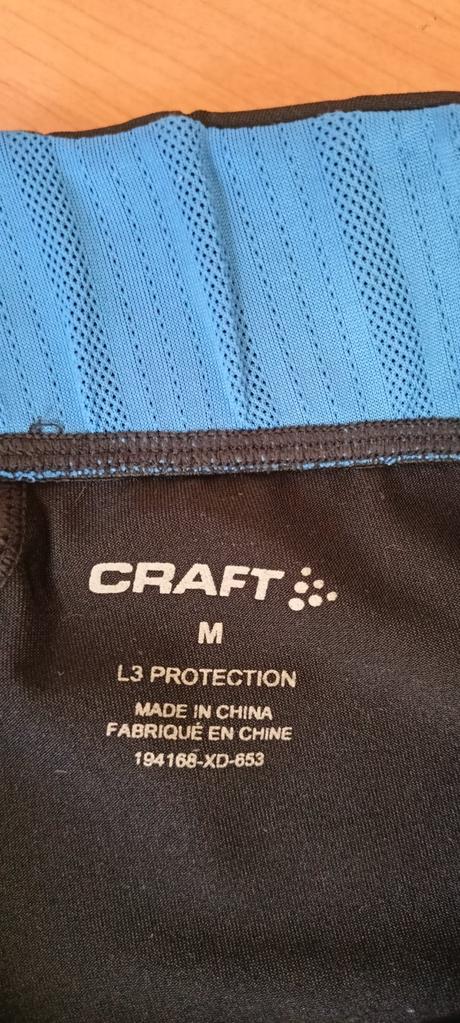 CRAFT
M
L3 PROTECTION
MADE IN CHINA
FABRIQUÉ EN CHINE
194168-XD-653